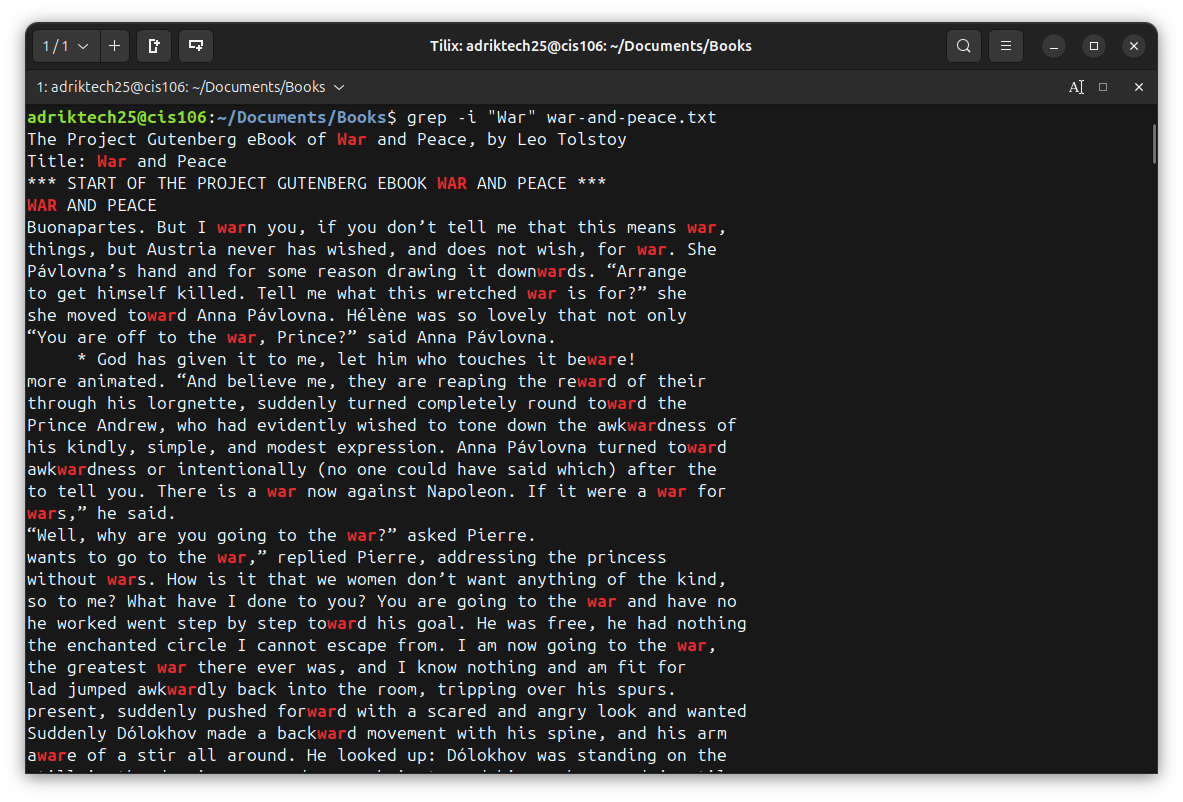 1 / 1
Tilix: adriktech25@cis106: ~/Documents/Books
1: adriktech25@cis106: ~/Documents/Books
adriktech25@cis106:~/Documents/Books$ grep -i "War" war-and-peace.txt
The Project Gutenberg eBook of War and Peace, by Leo Tolstoy
Title: War and Peace
*** START OF THE PROJECT GUTENBERG EBOOK WAR AND PEACE ***
WAR AND PEACE
Buonapartes. But I warn you, if you don’t tell me that this means war,
things, but Austria never has wished, and does not wish, for war. She
Pávlovna’s hand and for some reason drawing it downwards. “Arrange
to get himself killed. Tell me what this wretched war is for?” she
she moved toward Anna Pávlovna. Hélène was so lovely that not only
“You are off to the war, Prince?” said Anna Pávlovna.
* God has given it to me, let him who touches it beware!
more animated. “And believe me, they are reaping the reward of their
through his lorgnette, suddenly turned completely round toward the
Prince Andrew, who had evidently wished to tone down the awkwardness of
his kindly, simple, and modest expression. Anna Pávlovna turned toward
awkwardness or intentionally (no one could have said which) after the
to tell you. There is a war now against Napoleon. If it were a war for
wars,” he said.
“Well, why are you going to the war?” asked Pierre.
wants to go to the war,” replied Pierre, addressing the princess
without wars. How is it that we women don’t want anything of the kind,
so to me? What have I done to you? You are going to the war and have no
he worked went step by step toward his goal. He was free, he had nothing
the enchanted circle I cannot escape from. I am now going to the war,
the greatest war there ever was, and I know nothing and am fit for
lad jumped awkwardly back into the room, tripping over his spurs.
present, suddenly pushed forward with a scared and angry look and wanted
Suddenly Dólokhov made a backward movement with his spine, and his arm
aware of a stir all around. He looked up: Dólokhov was standing on the